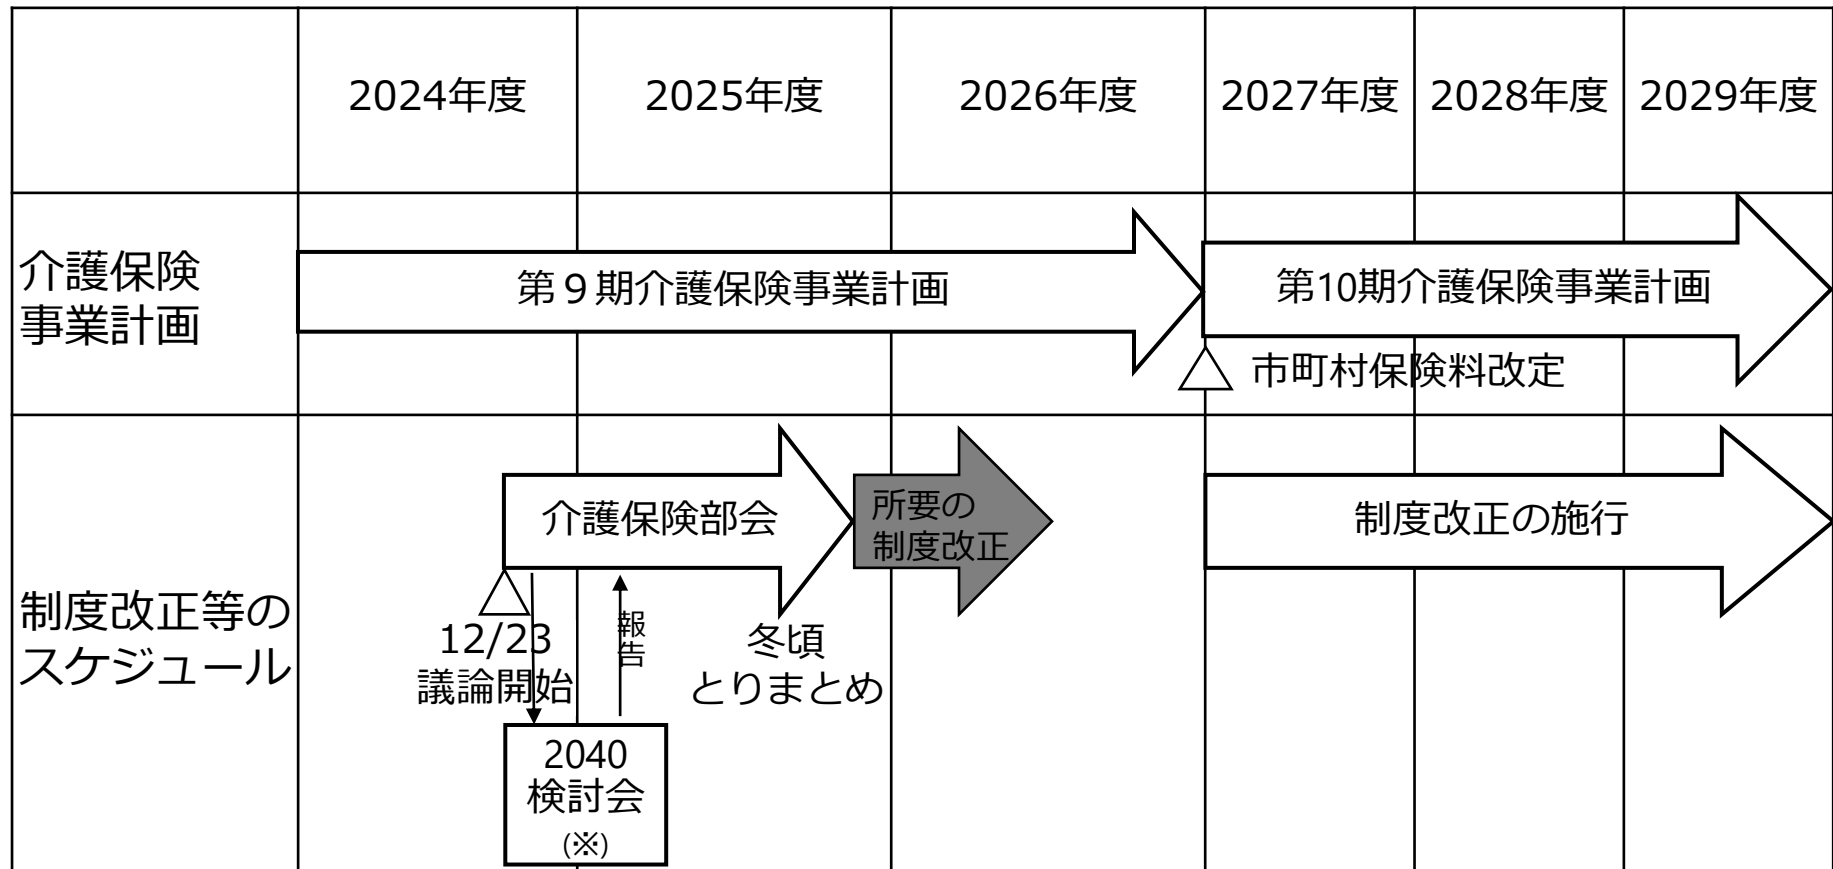 2024年度
2025年度
2026年度
2027年度
2028年度
2029年度
介護保険
事業計画
第９期介護保険事業計画
第10期介護保険事業計画
市町村保険料改定
制度改正等の
スケジュール
介護保険部会
所要の
制度改正
制度改正の施行
12/23
議論開始
報告
冬頃
とりまとめ
2040
検討会
(※)